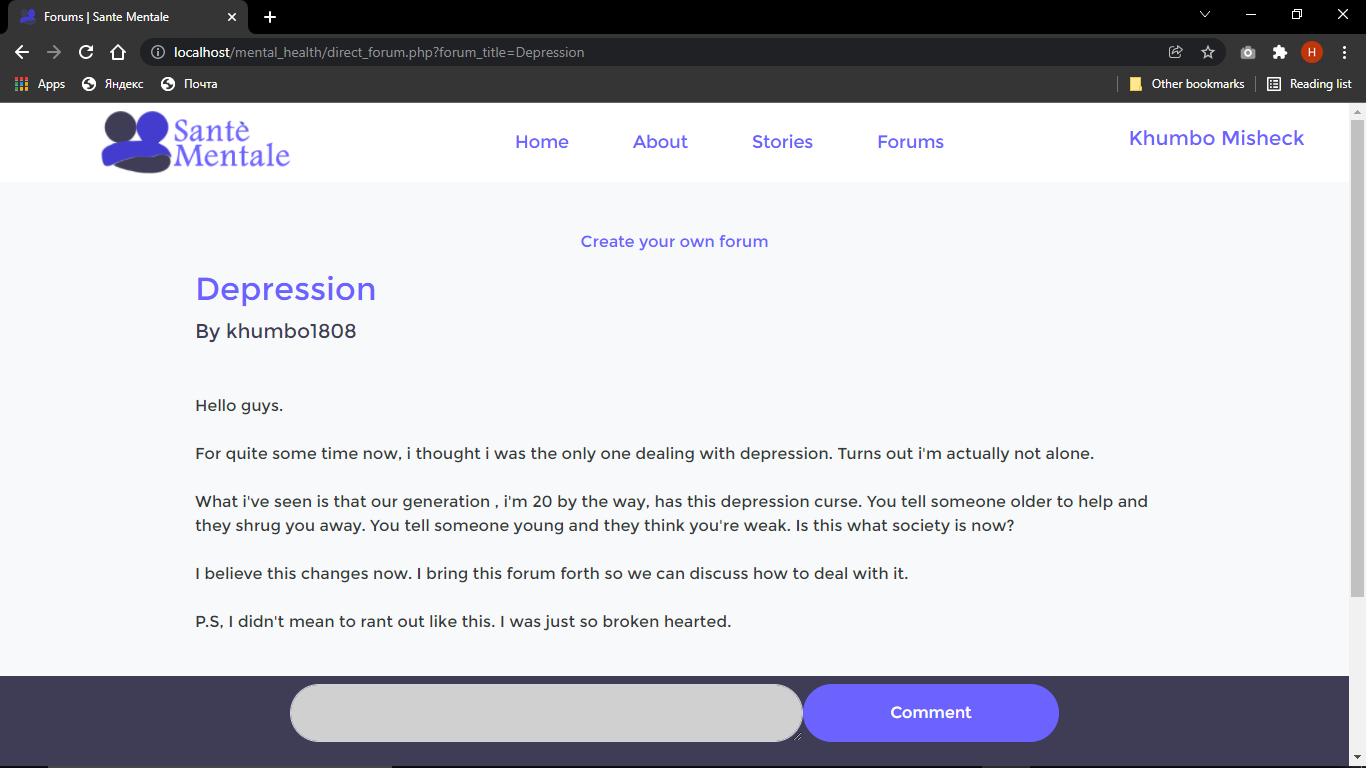 Forums | Sante Mentale
localhost/mental_health/direct_forum.php?forum_title=Depression
H
Apps Яндекс Почта Other bookmarks Reading list
Santè
Mentale
Home About Stories Forums Khumbo Misheck
Create your own forum
Depression
By khumbo1808
Hello guys.
For quite some time now, i thought i was the only one dealing with depression. Turns out i'm actually not alone.
What i've seen is that our generation , i'm 20 by the way, has this depression curse. You tell someone older to help and
they shrug you away. You tell someone young and they think you're weak. Is this what society is now?
I believe this changes now. I bring this forum forth so we can discuss how to deal with it.
P.S, I didn't mean to rant out like this. I was just so broken hearted.
Comment